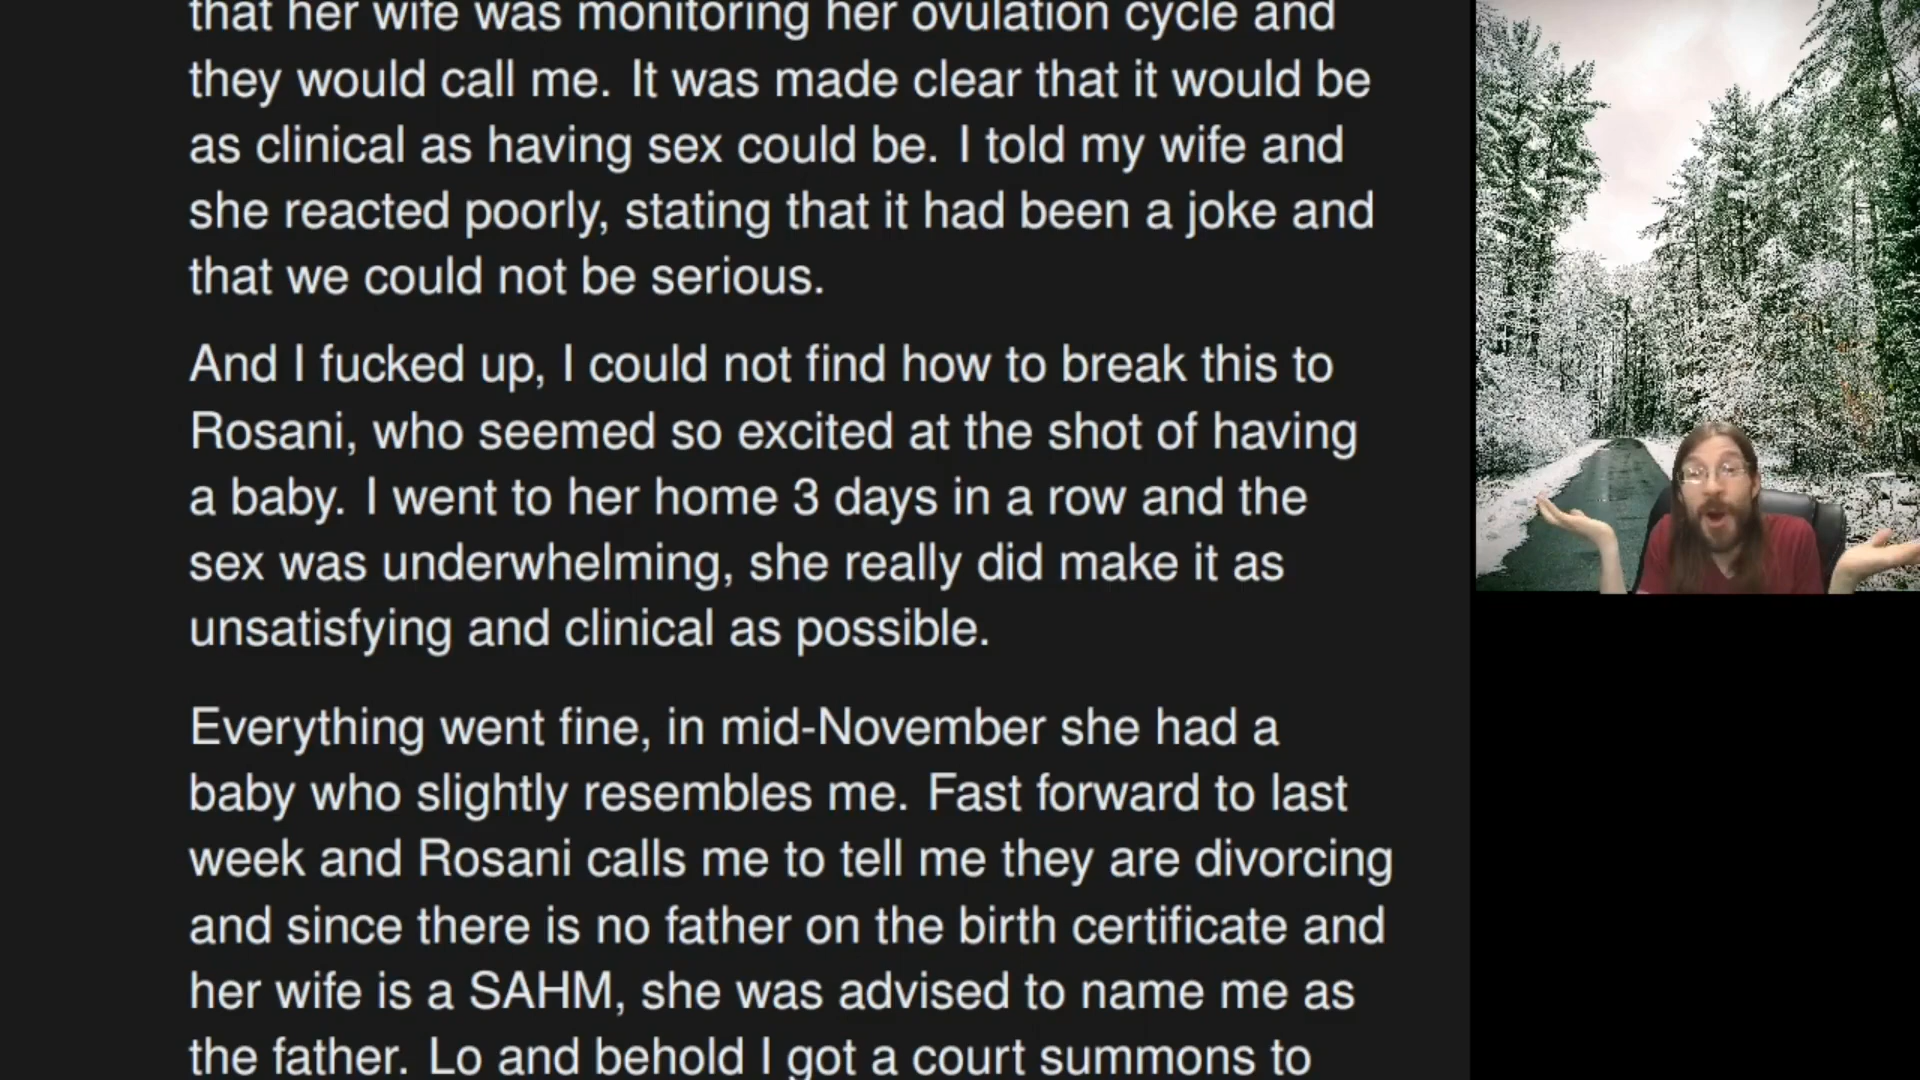 that her wife was monitoring her ovulation cycle and
they would call me. It was made clear that it would be
as clinical as having sex could be. I told my wife and
she reacted poorly, stating that it had been a joke and
that we could not be serious.
And I fucked up, I could not find how to break this to
Rosani, who seemed so excited at the shot of having
a baby. I went to her home 3 days in a row and the
sex was underwhelming, she really did make it as
unsatisfying and clinical as possible.
Everything went fine, in mid-November she had a
baby who slightly resembles me. Fast forward to last
week and Rosani calls me to tell me they are divorcing
and since there is no father on the birth certificate and
her wife is a SAHM, she was advised to name me as
the father. Lo and behold I got a court summons to